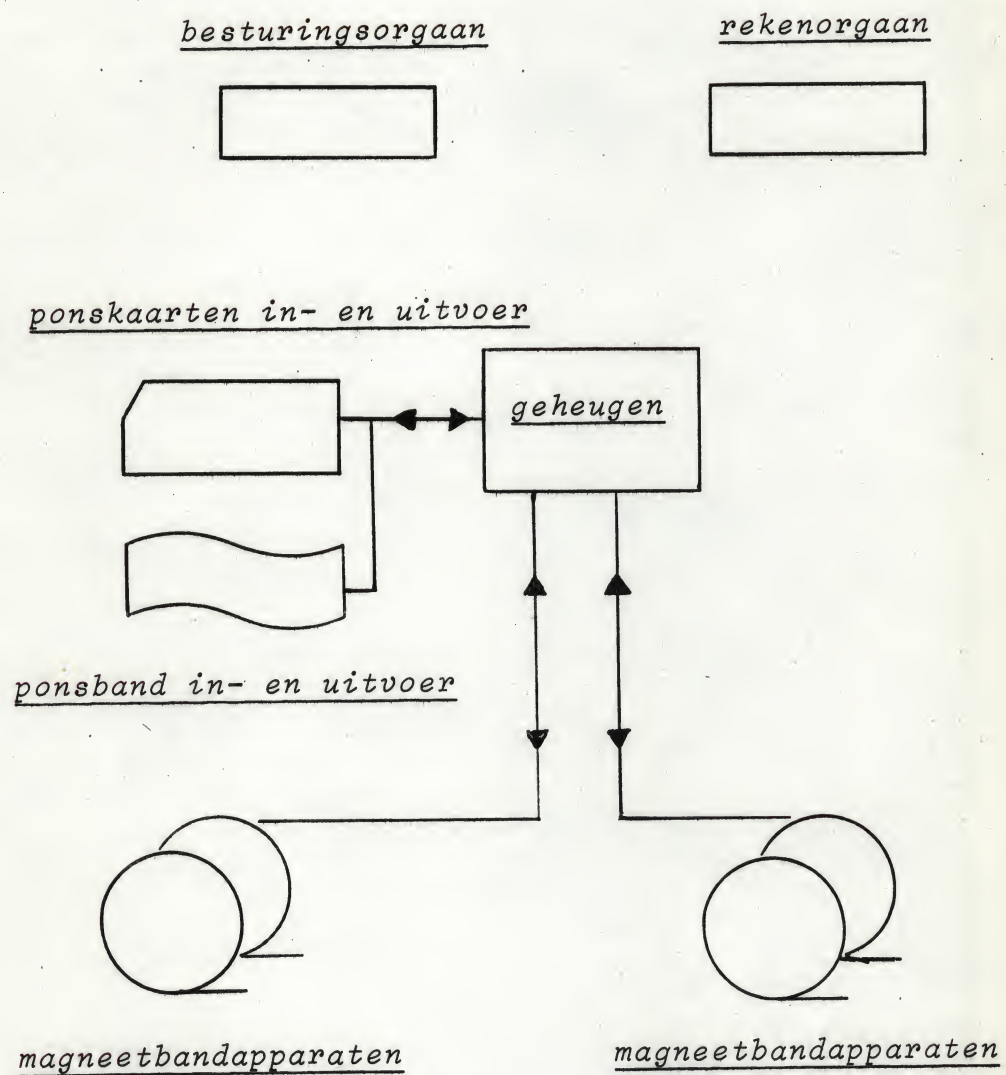 besturingsorgaan
rekenorgaan
ponskaarten in- en uitvoer
geheugen
ponsband in- en uitvoer
magneetbandapparaten
magneetbandapparaten